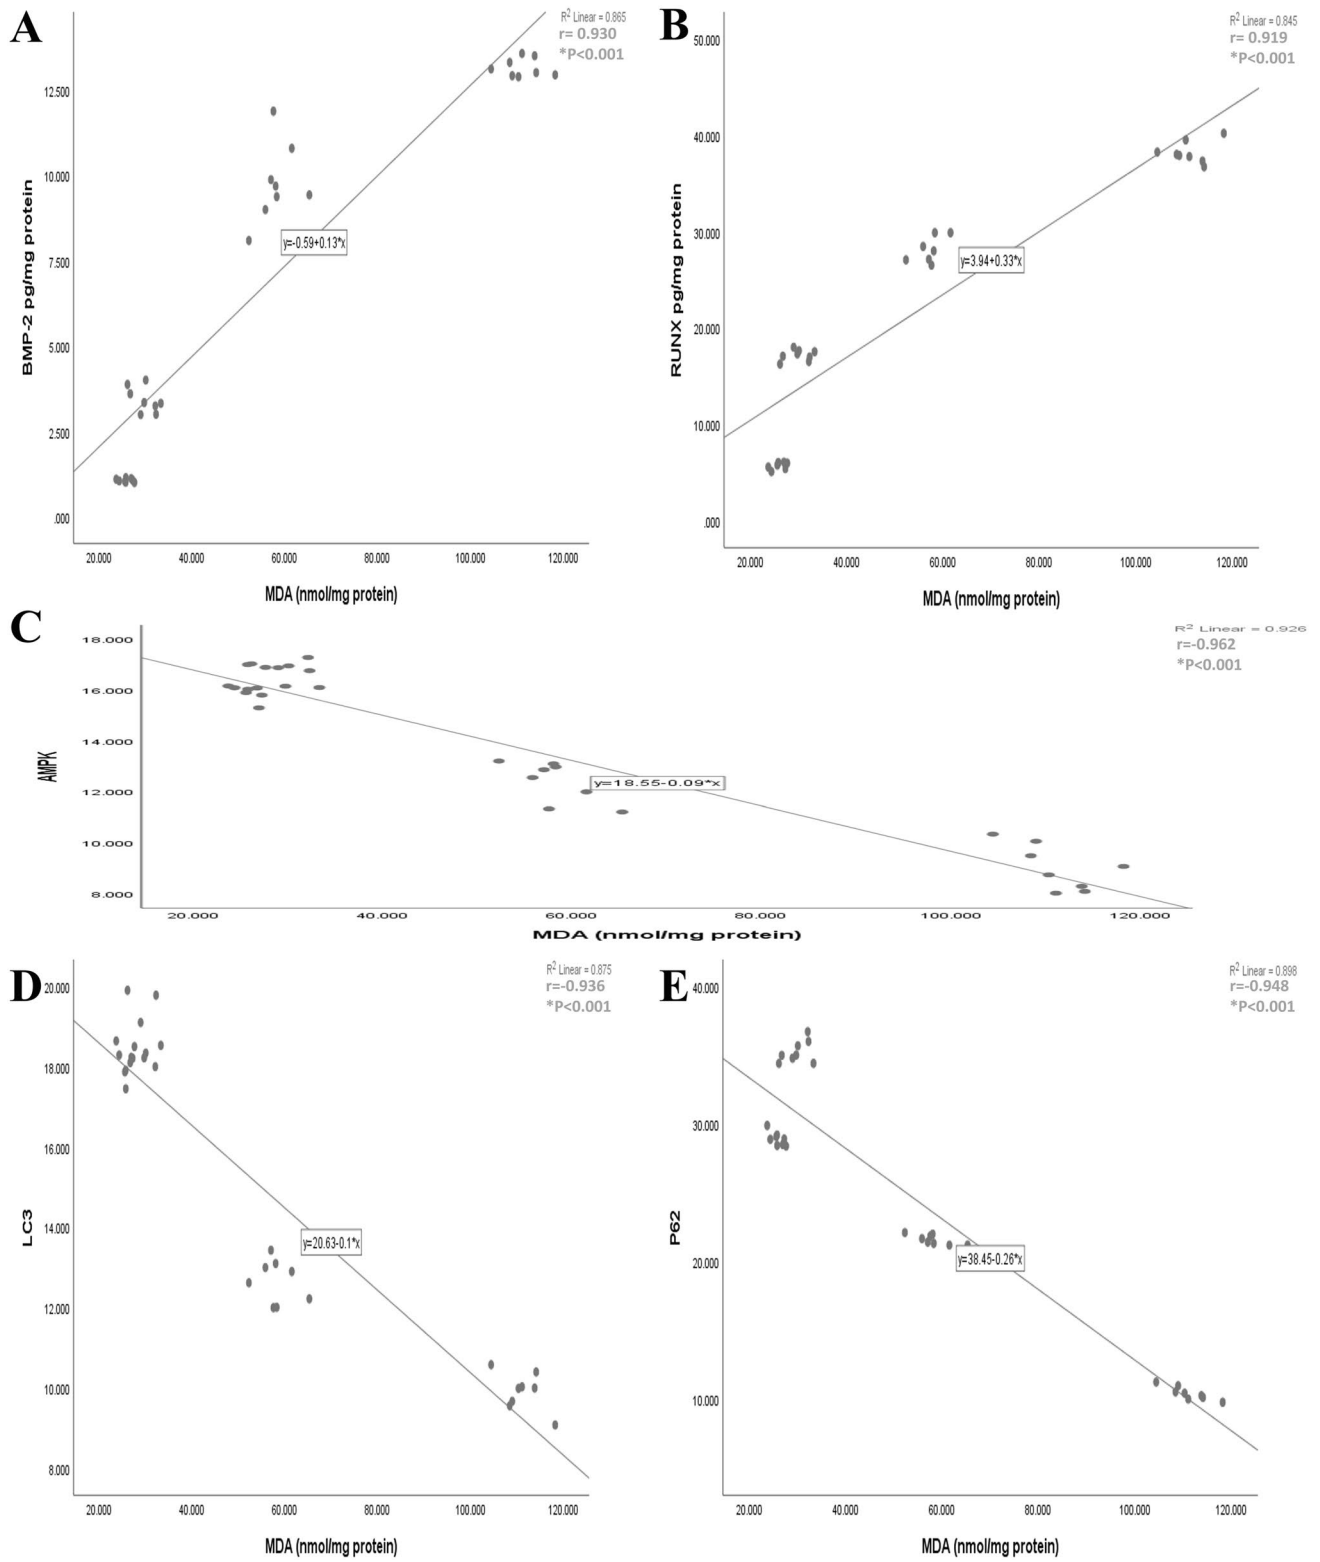 A
R² Linear = 0.865
r= 0.930
*P<0.001
12.500
10.000
7.500
5.000
2.500
.000
BMP-2 pg/mg protein
y=-0.59+0.13*x
20.000 40.000 60.000 80.000 100.000 120.000
MDA (nmol/mg protein)
B
R² Linear = 0.845
r= 0.919
*P<0.001
50.000
40.000
30.000
20.000
10.000
.000
RUNX pg/mg protein
y=3.94+0.33*x
20.000 40.000 60.000 80.000 100.000 120.000
MDA (nmol/mg protein)
C
R² Linear = 0.926
r=-0.962
*P<0.001
18.000
16.000
14.000
12.000
10.000
8.000
AMPK
y=18.55-0.09*x
20.000 40.000 60.000 80.000 100.000 120.000
MDA (nmol/mg protein)
D
R² Linear = 0.875
r=-0.936
*P<0.001
20.000
18.000
16.000
14.000
12.000
10.000
8.000
LC3
y=20.63-0.1*x
20.000 40.000 60.000 80.000 100.000 120.000
MDA (nmol/mg protein)
E
R² Linear = 0.898
r=-0.948
*P<0.001
40.000
30.000
20.000
10.000
P62
y=38.45-0.26*x
20.000 40.000 60.000 80.000 100.000 120.000
MDA (nmol/mg protein)